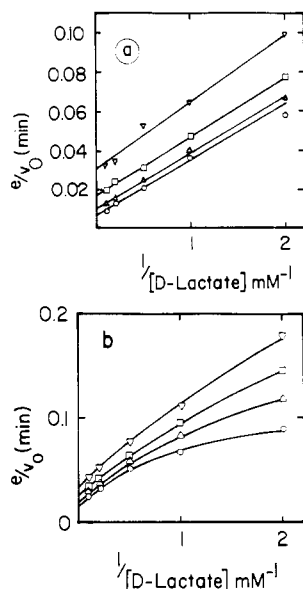 a
0.10
0.08
0.06
0.04
0.02
e/v₀ (min)
0 1 2
1/[D-Lactate] mM⁻¹
b
0.2
0.1
0
e/v₀ (min)
0 1 2
1/[D-Lactate] mM⁻¹